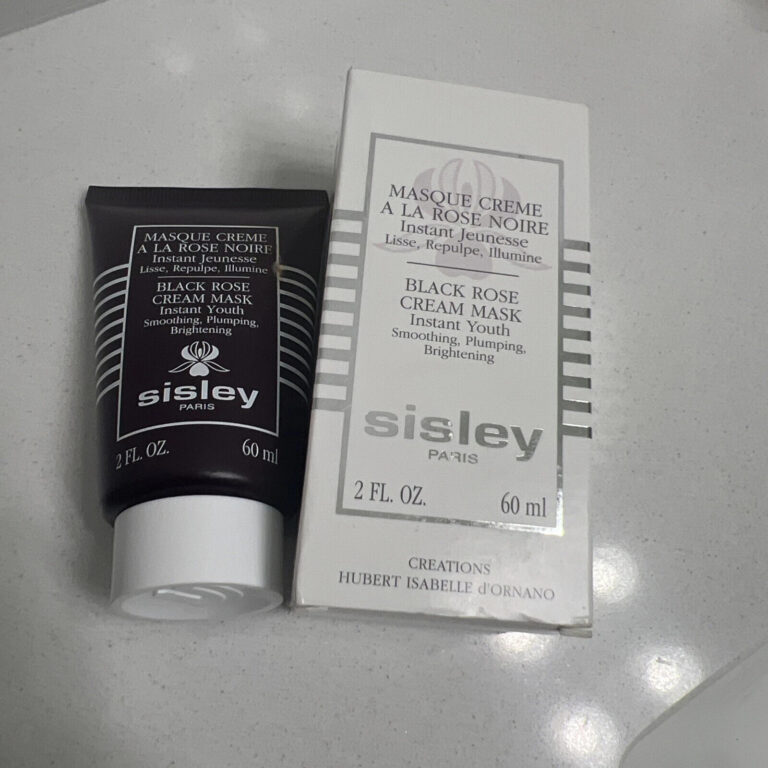 MASQUE CREME
A LA ROSE NOIRE
Instant Jeunesse
Lisse, Repulpe, Illumine
BLACK ROSE
CREAM MASK
Instant Youth
Smoothing, Plumping,
Brightening
sisley
PARIS
2 FL. OZ. 60 ml
MASQUE CREME
A LA ROSE NOIRE
Instant Jeunesse
Lisse, Repulpe, Illumine
BLACK ROSE
CREAM MASK
Instant Youth
Smoothing, Plumping,
Brightening
sisley
PARIS
2 FL. OZ. 60 ml
CREATIONS
HUBERT ISABELLE d'ORNANO